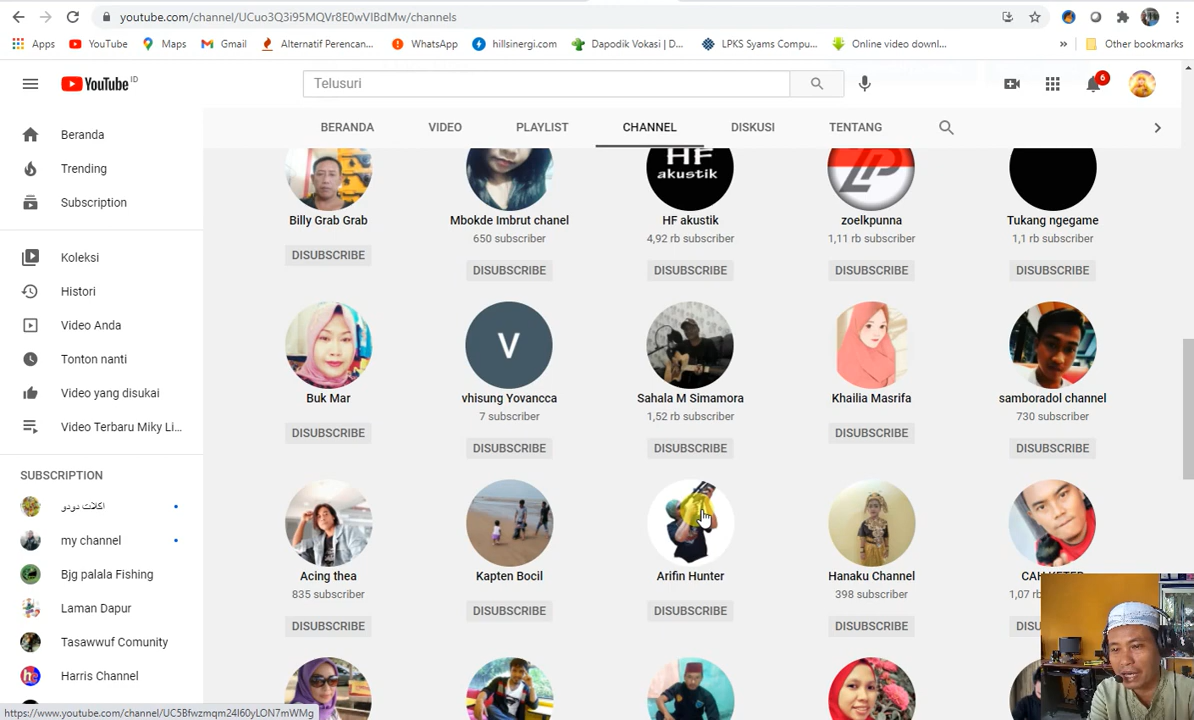 youtube.com/channel/UCuo3Q3i95MQVr8E0wVIBdMw/channels
Apps YouTube Maps Gmail Alternatif Perencan... WhatsApp hillsinergi.com Dapodik Vokasi | D... LPKS Syams Compu... Online video downl... » Other bookmarks
YouTube ID Telusuri 6
BERANDA VIDEO PLAYLIST CHANNEL DISKUSI TENTANG
Beranda
Trending
Subscription
Koleksi
Histori
Video Anda
Tonton nanti
Video yang disukai
Video Terbaru Miky Li...
SUBSCRIPTION
اكلات دودو
my channel
Bjg palala Fishing
Laman Dapur
Tasawwuf Comunity
Harris Channel
HF
akustik
LP
Billy Grab Grab Mbokde Imbrut chanel HF akustik zoelkpunna Tukang ngegame
650 subscriber 4,92 rb subscriber 1,11 rb subscriber 1,1 rb subscriber
DISUBSCRIBE DISUBSCRIBE DISUBSCRIBE DISUBSCRIBE DISUBSCRIBE
V
Buk Mar vhisung Yovancca Sahala M Simamora Khailia Masrifa samboradol channel
7 subscriber 1,52 rb subscriber 730 subscriber
DISUBSCRIBE DISUBSCRIBE DISUBSCRIBE DISUBSCRIBE DISUBSCRIBE
Acing thea Kapten Bocil Arifin Hunter Hanaku Channel
835 subscriber 398 subscriber 1,07
DISUBSCRIBE DISUBSCRIBE DISUBSCRIBE DISUBSCRIBE DISU
https://www.youtube.com/channel/UC5Bfwzmqm24I60yLON7mWMg